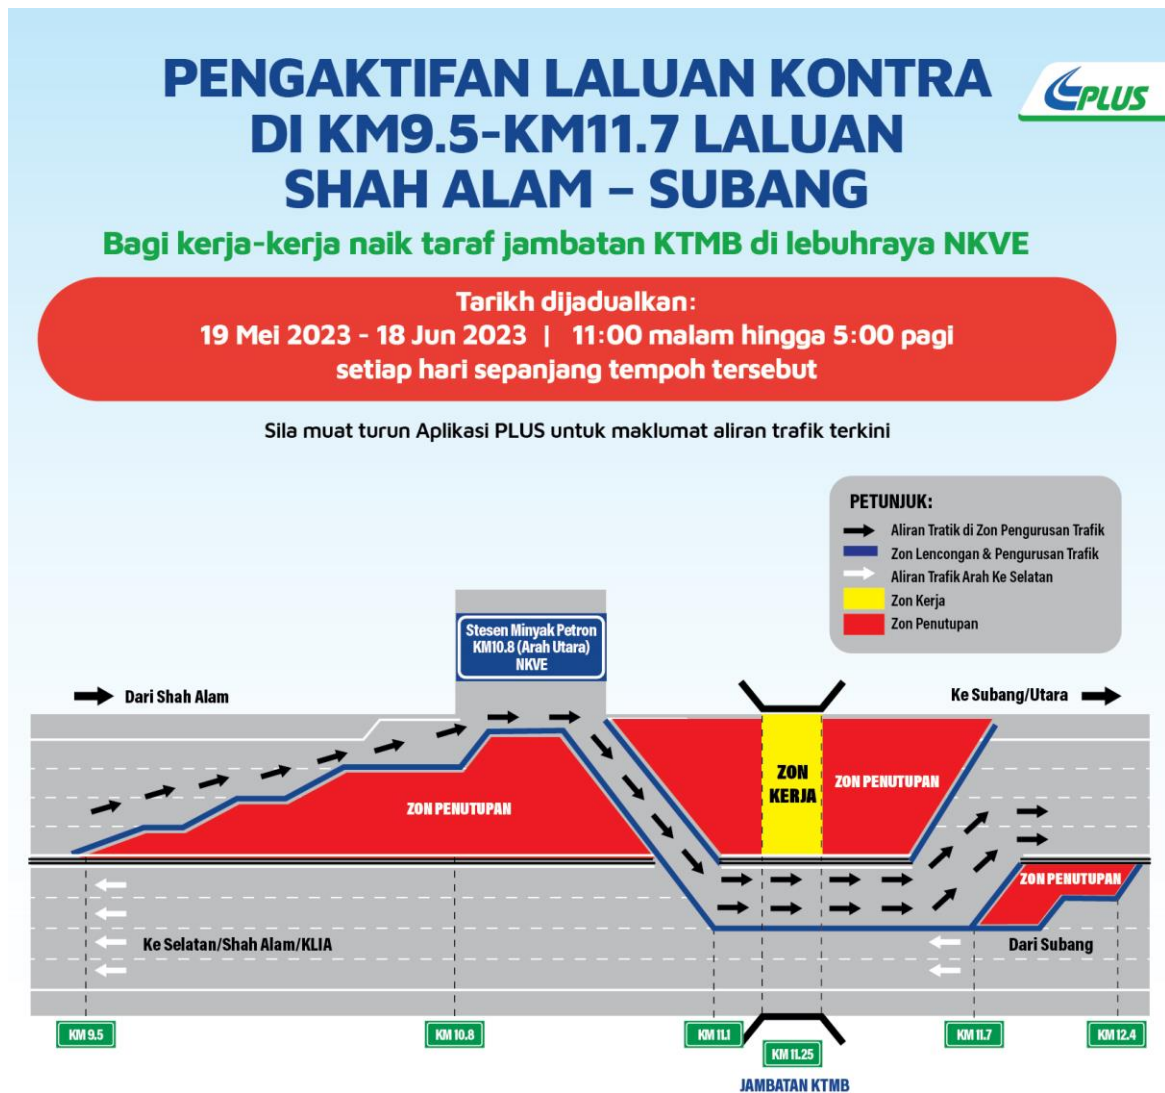 PENGAKTIFAN LALUAN KONTRA
DI KM9.5-KM11.7 LALUAN
SHAH ALAM – SUBANG
PLUS
Bagi kerja-kerja naik taraf jambatan KTMB di lebuhraya NKVE
Tarikh dijadualkan:
19 Mei 2023 - 18 Jun 2023 | 11:00 malam hingga 5:00 pagi
setiap hari sepanjang tempoh tersebut
Sila muat turun Aplikasi PLUS untuk maklumat aliran trafik terkini
PETUNJUK:
Aliran Tratik di Zon Pengurusan Trafik
Zon Lencongan & Pengurusan Trafik
Aliran Trafik Arah Ke Selatan
Zon Kerja
Zon Penutupan
Stesen Minyak Petron
KM10.8 (Arah Utara)
NKVE
Dari Shah Alam
Ke Subang/Utara
ZON PENUTUPAN
ZON
KERJA
ZON PENUTUPAN
ZON PENUTUPAN
Ke Selatan/Shah Alam/KLIA
Dari Subang
KM 9.5
KM 10.8
KM 11.1
KM 11.25
KM 11.7
KM 12.4
JAMBATAN KTMB